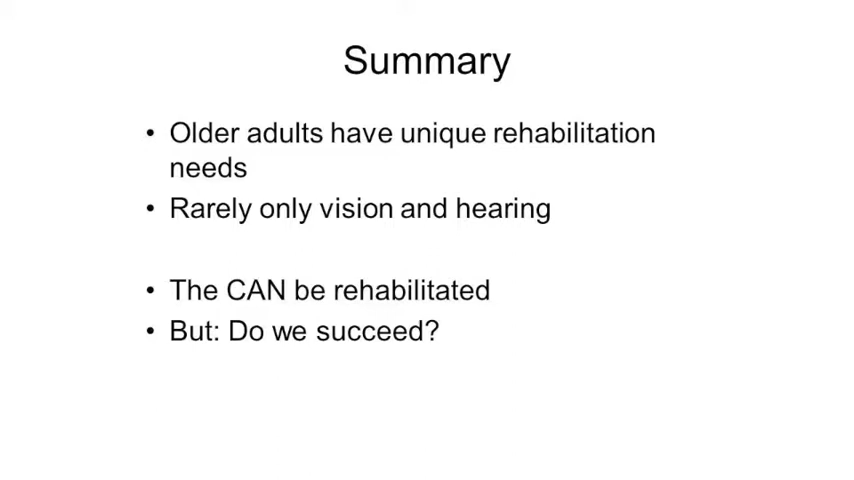 Summary
• Older adults have unique rehabilitation
needs
• Rarely only vision and hearing
• The CAN be rehabilitated
• But: Do we succeed?